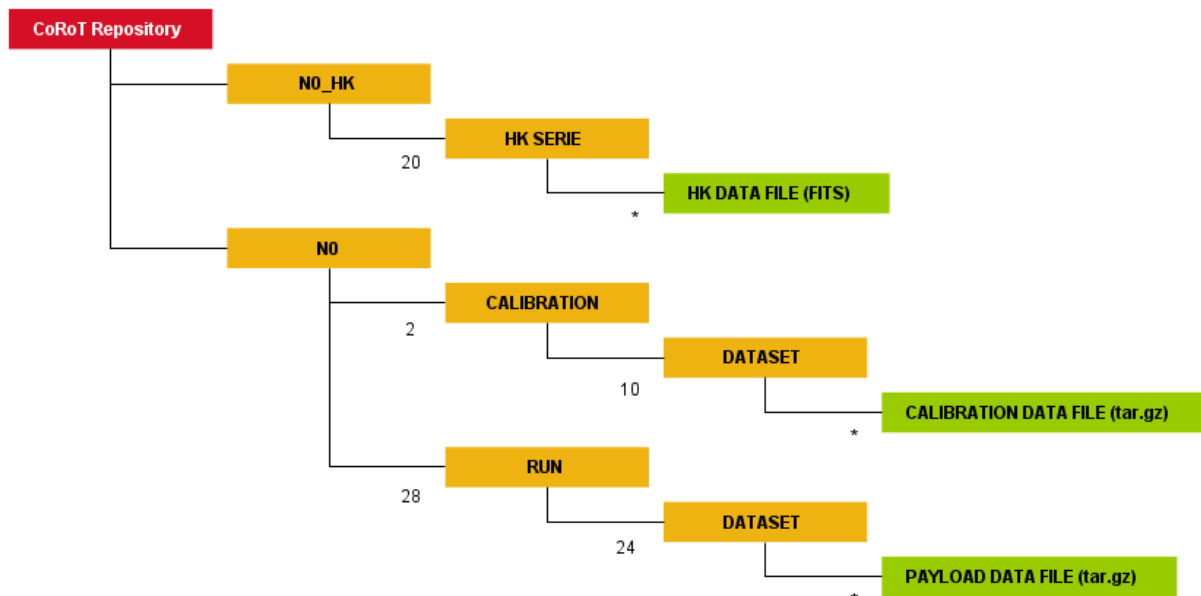 CoRoT Repository
N0_HK
HK SERIE
20
HK DATA FILE (FITS)
*
N0
CALIBRATION
2
DATASET
10
CALIBRATION DATA FILE (tar.gz)
*
RUN
28
DATASET
24
PAYLOAD DATA FILE (tar.gz)
*